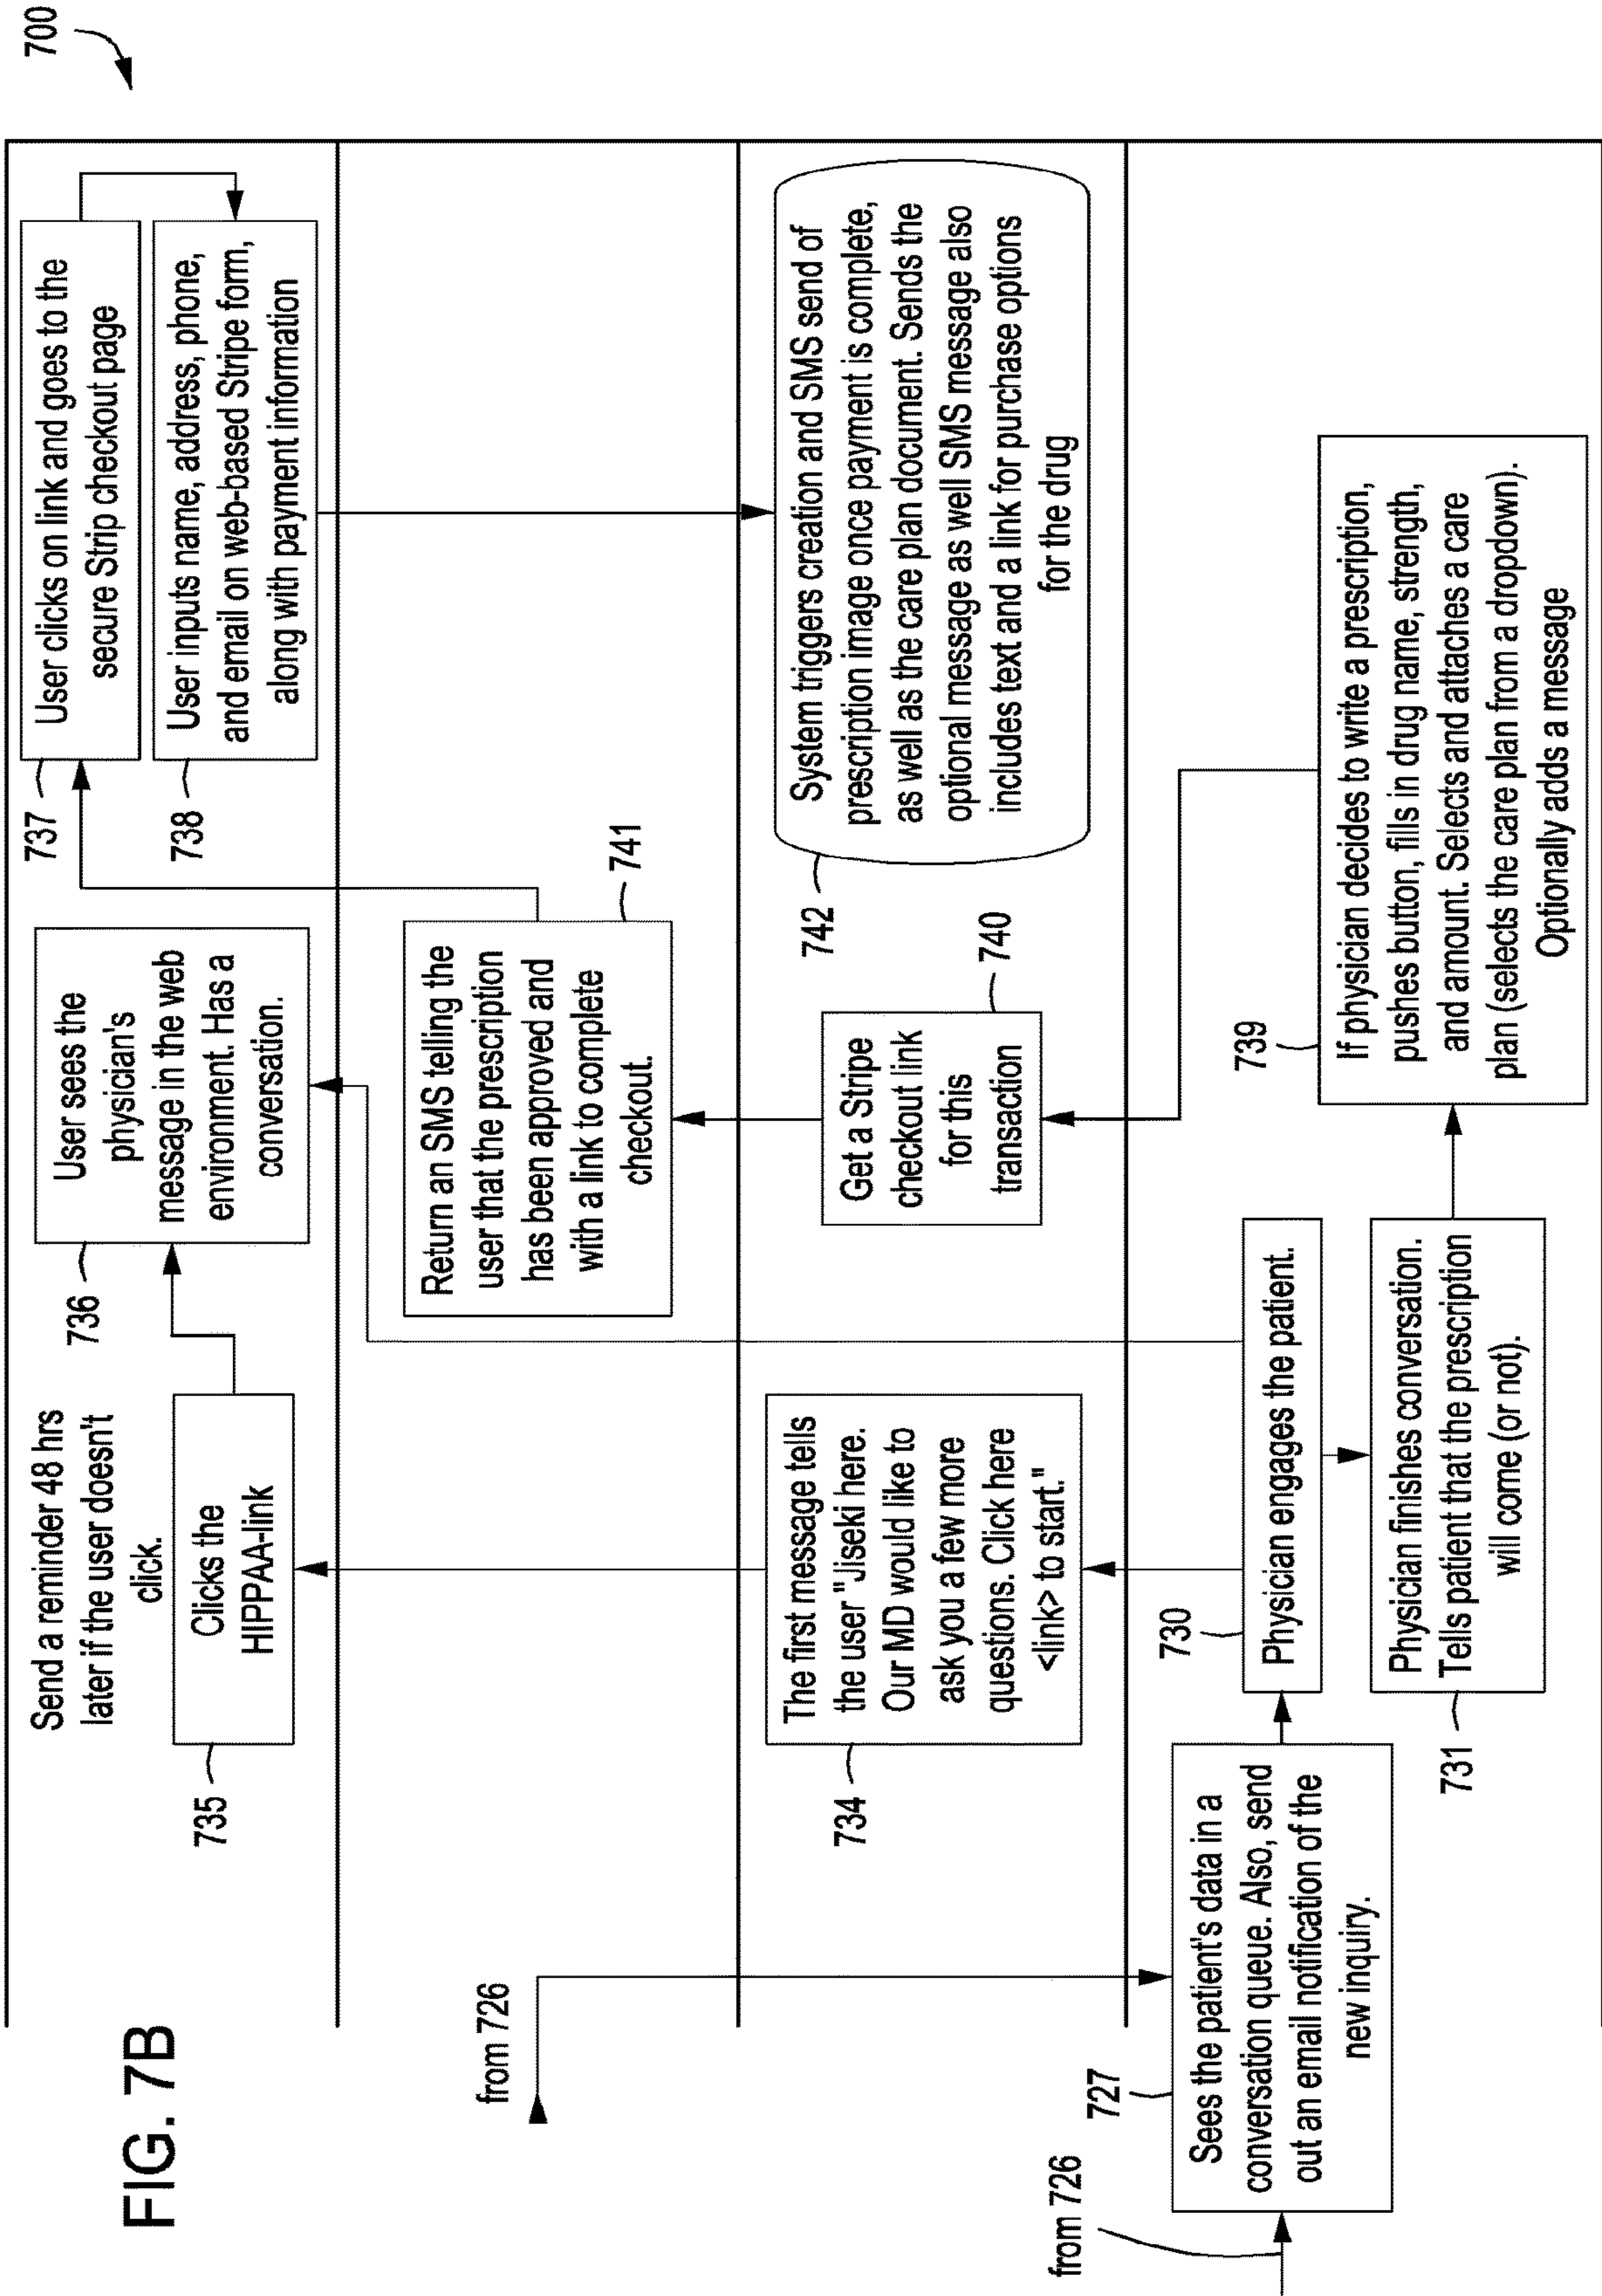 FIG. 7B
700
Send a reminder 48 hrs
later if the user doesn't
click.
735
Clicks the
HIPPAA-link
736
User sees the
physician's
message in the web
environment. Has a
conversation.
737
User clicks on link and goes to the
secure Strip checkout page
738
User inputs name, address, phone,
and email on web-based Stripe form,
along with payment information
from 726
Return an SMS telling the
user that the prescription
has been approved and
with a link to complete
checkout.
741
734
The first message tells
the user "Jiseki here.
Our MD would like to
ask you a few more
questions. Click here
<link> to start."
Get a Stripe
checkout link
for this
transaction
740
742
System triggers creation and SMS send of
prescription image once payment is complete,
as well as the care plan document. Sends the
optional message as well SMS message also
includes text and a link for purchase options
for the drug
from 726
727
Sees the patient's data in a
conversation queue. Also, send
out an email notification of the
new inquiry.
730
Physician engages the patient.
731
Physician finishes conversation.
Tells patient that the prescription
will come (or not).
739
If physician decides to write a prescription,
pushes button, fills in drug name, strength,
and amount. Selects and attaches a care
plan (selects the care plan from a dropdown).
Optionally adds a message